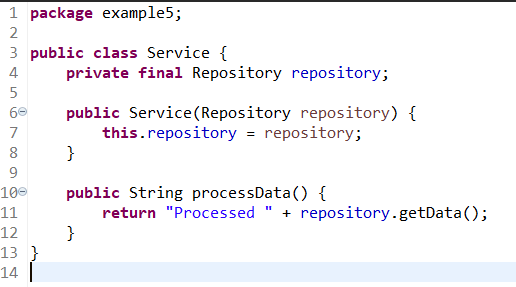 1 package example5;
2
3 public class Service {
4     private final Repository repository;
5
6     public Service(Repository repository) {
7         this.repository = repository;
8     }
9
10     public String processData() {
11         return "Processed " + repository.getData();
12     }
13 }
14